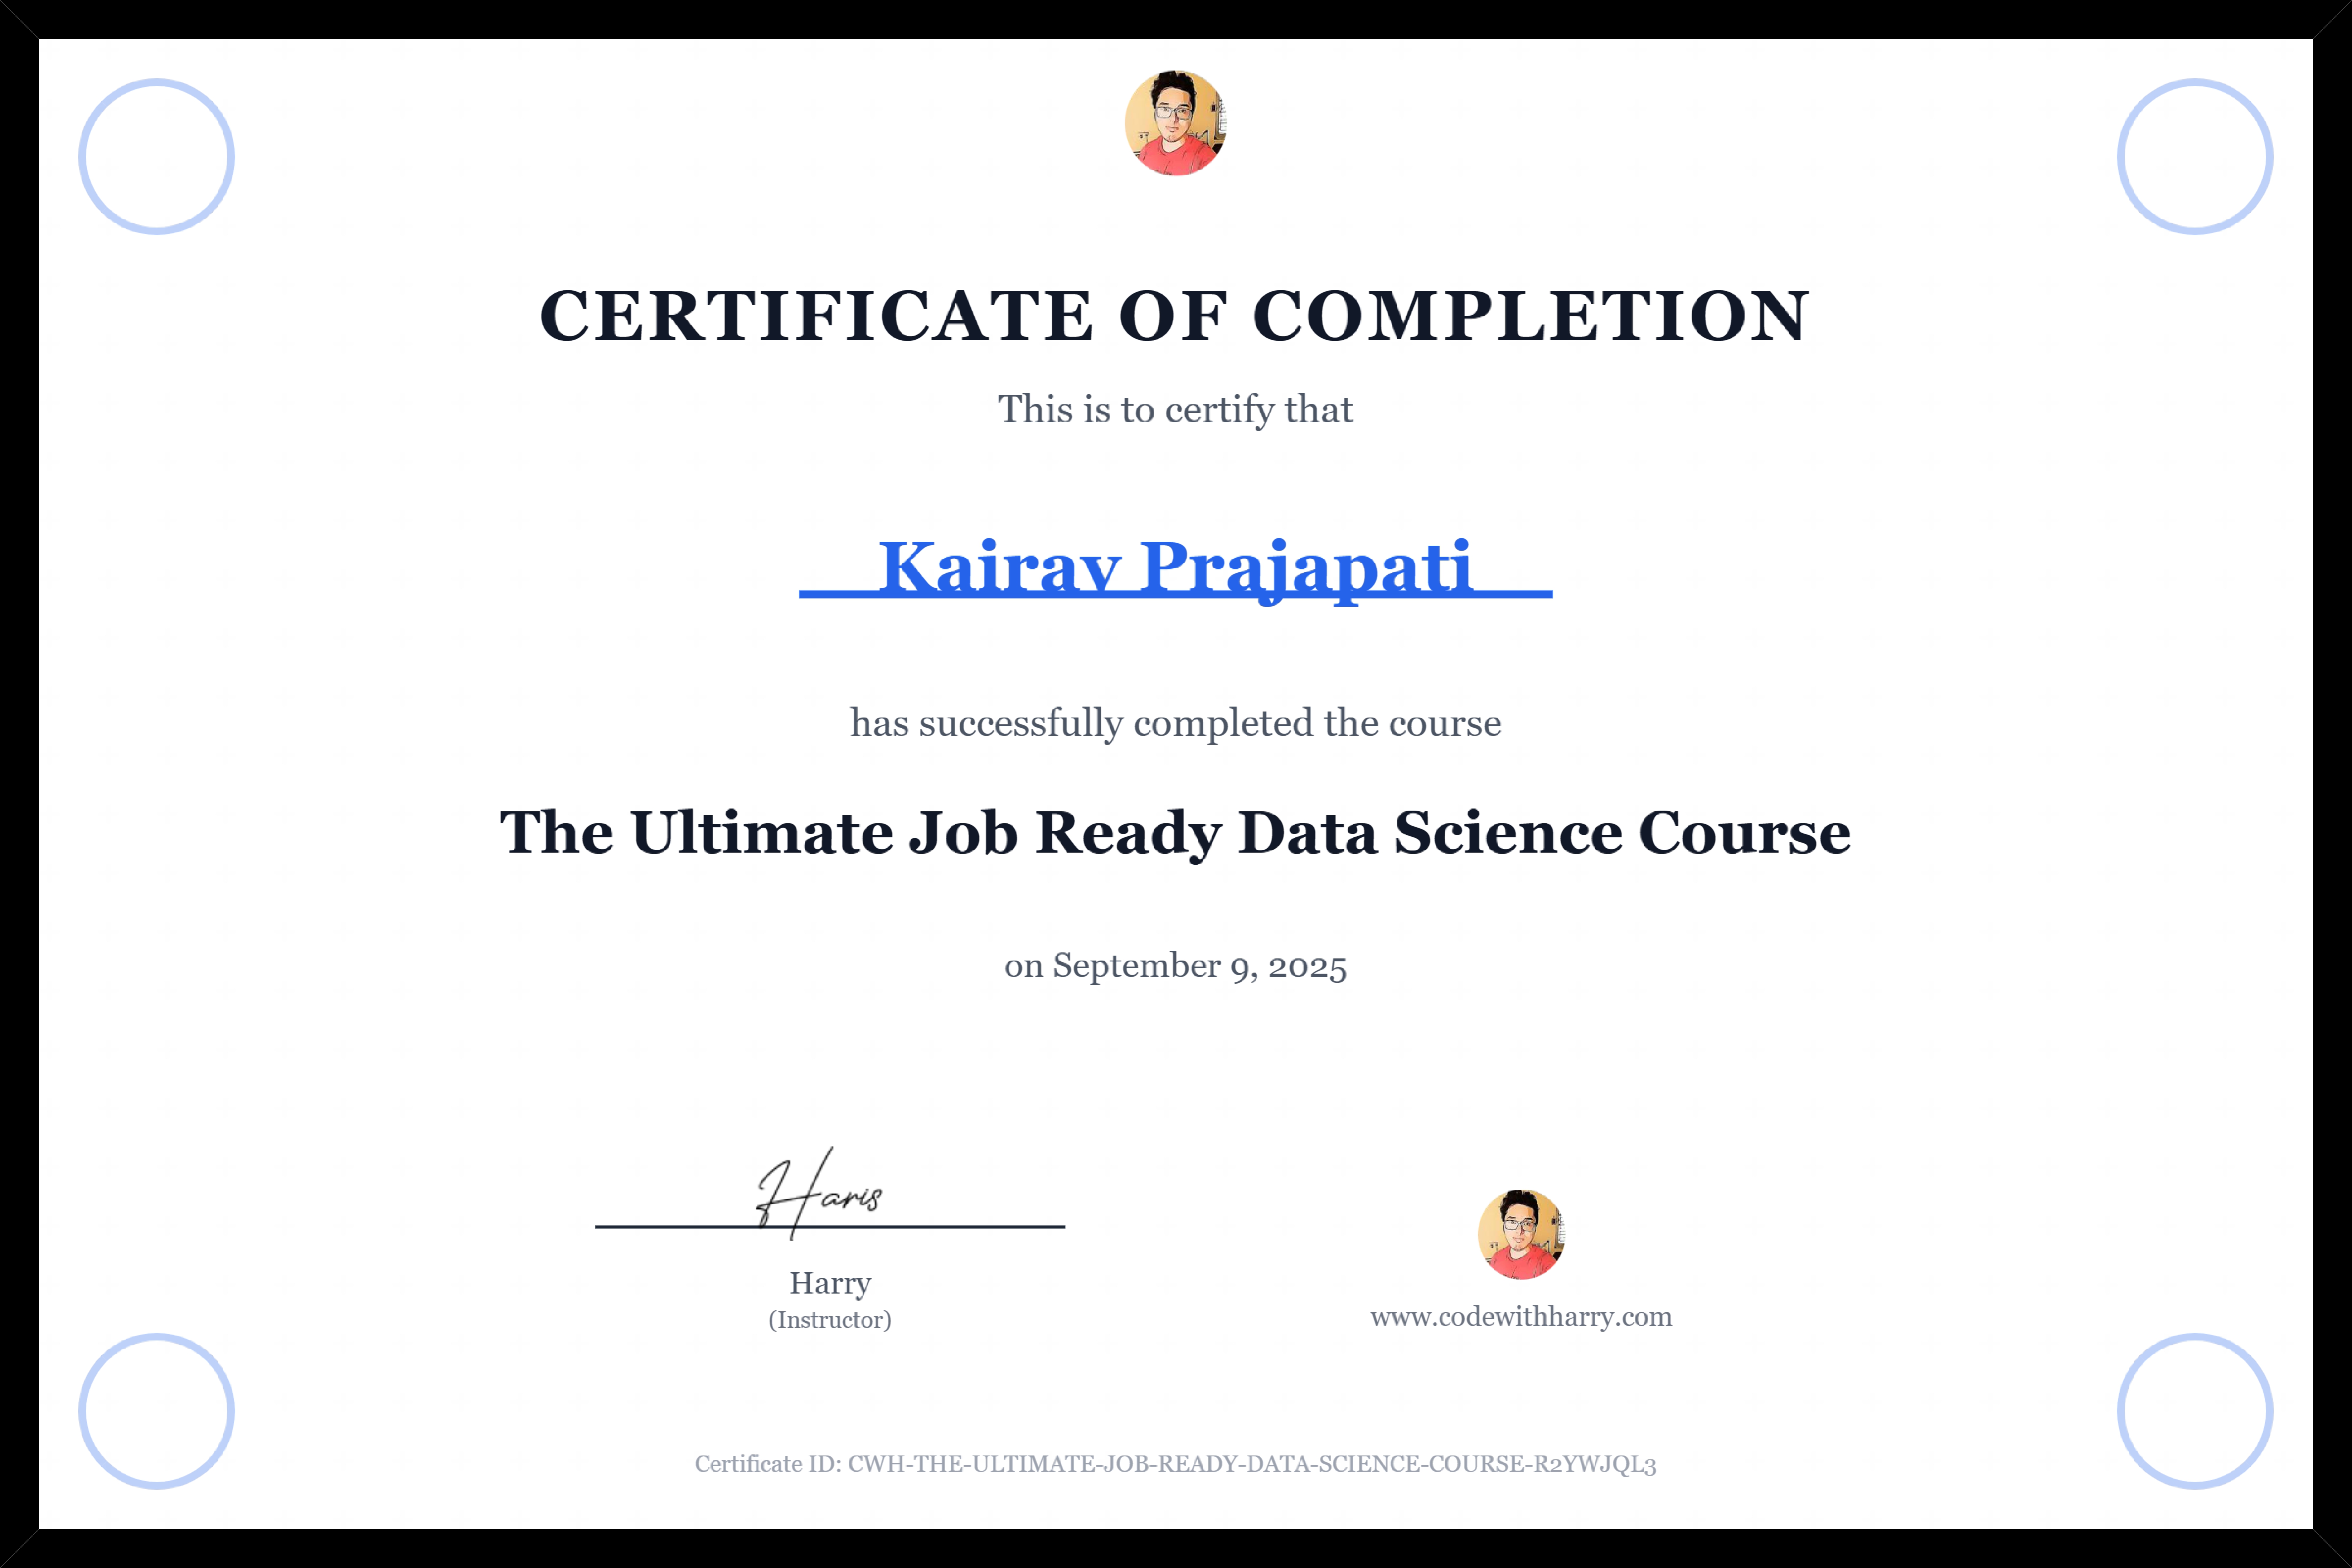 CERTIFICATE OF COMPLETION
This is to certify that
Kairav Prajapati
has successfully completed the course
The Ultimate Job Ready Data Science Course
on September 9, 2025
Haris
Harry
(Instructor)
www.codewithharry.com
Certificate ID: CWH-THE-ULTIMATE-JOB-READY-DATA-SCIENCE-COURSE-R2YWJQL3